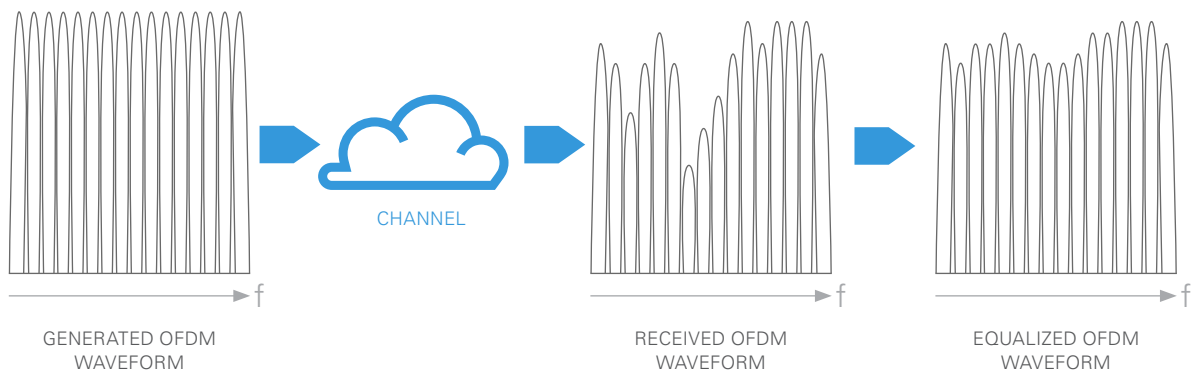 CHANNEL
f
f
f
GENERATED OFDM
WAVEFORM
RECEIVED OFDM
WAVEFORM
EQUALIZED OFDM
WAVEFORM